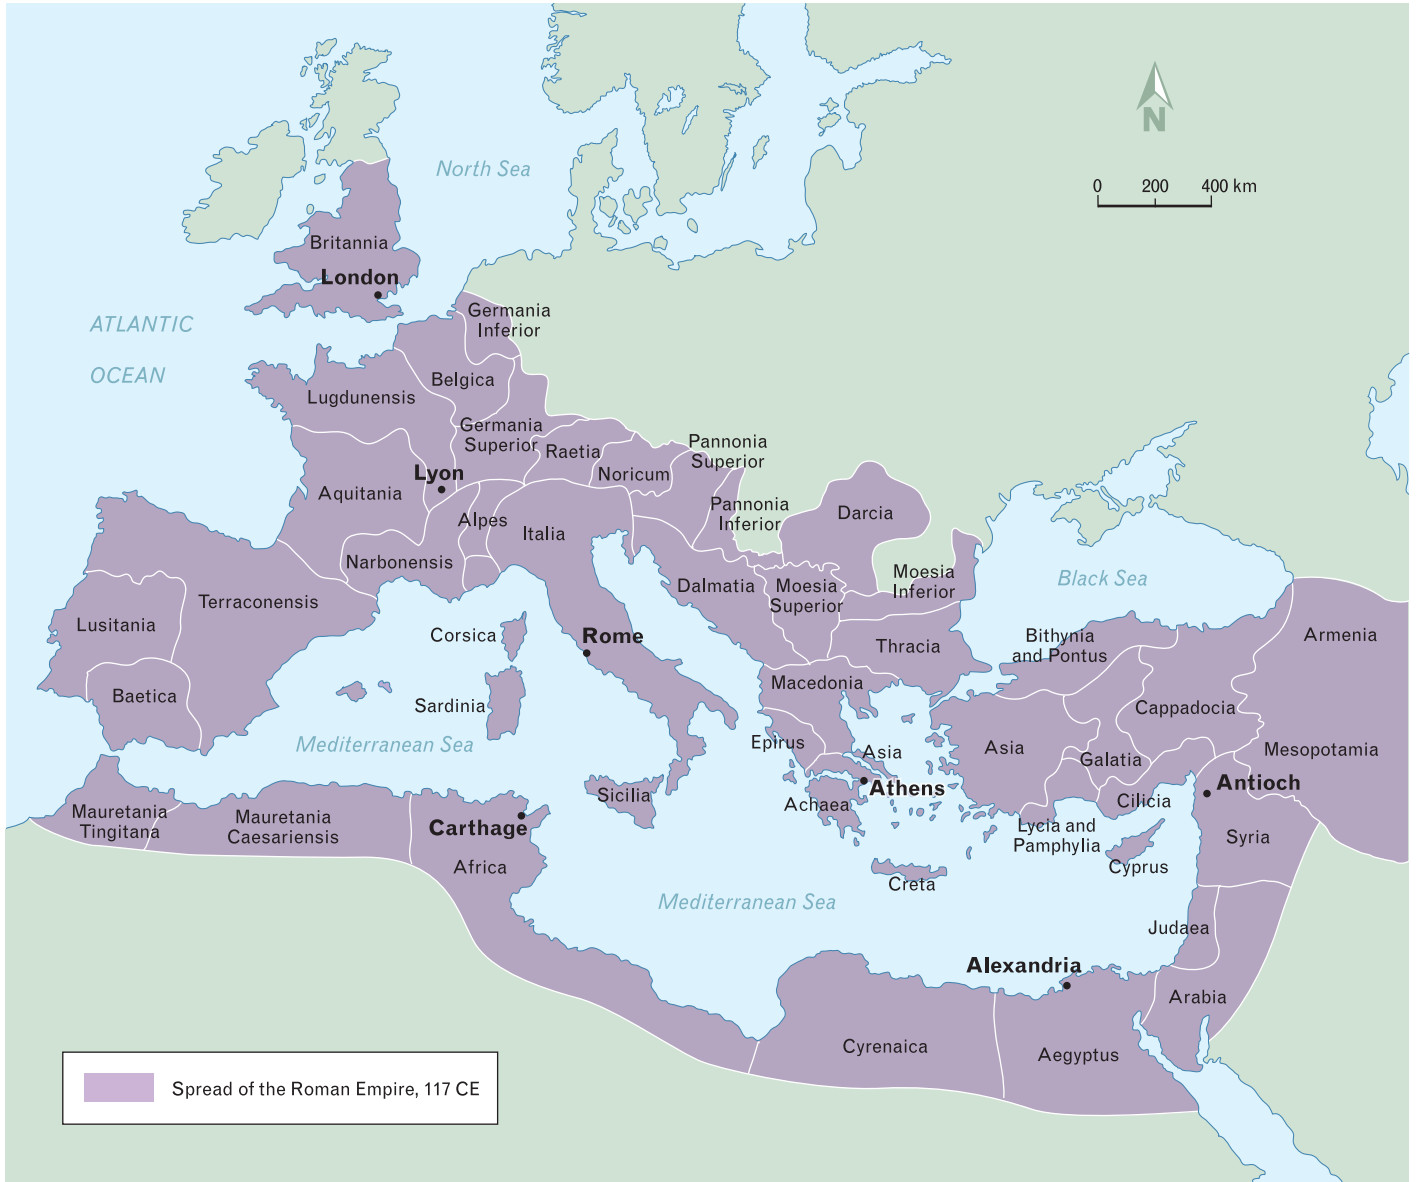 N
0 200 400 km
North Sea
Britannia
London
ATLANTIC
OCEAN
Germania
Inferior
Belgica
Lugdunensis
Germania
Superior
Raetia
Noricum
Pannonia
Superior
Pannonia
Inferior
Lyon
Aquitania
Alpes
Italia
Narbonensis
Darcia
Dalmatia
Moesia
Superior
Moesia
Inferior
Black Sea
Terraconensis
Lusitania
Baetica
Corsica
Sardinia
Rome
Thracia
Macedonia
Bithynia
and Pontus
Armenia
Cappadocia
Mediterranean Sea
Epirus
Asia
Asia
Galatia
Mesopotamia
Athens
Achaea
Sicilia
Cilicia
Antioch
Mauretania
Tingitana
Mauretania
Caesariensis
Carthage
Africa
Lycia and
Pamphylia
Cyprus
Syria
Creta
Mediterranean Sea
Judaea
Alexandria
Arabia
Cyrenaica
Aegyptus
Spread of the Roman Empire, 117 CE